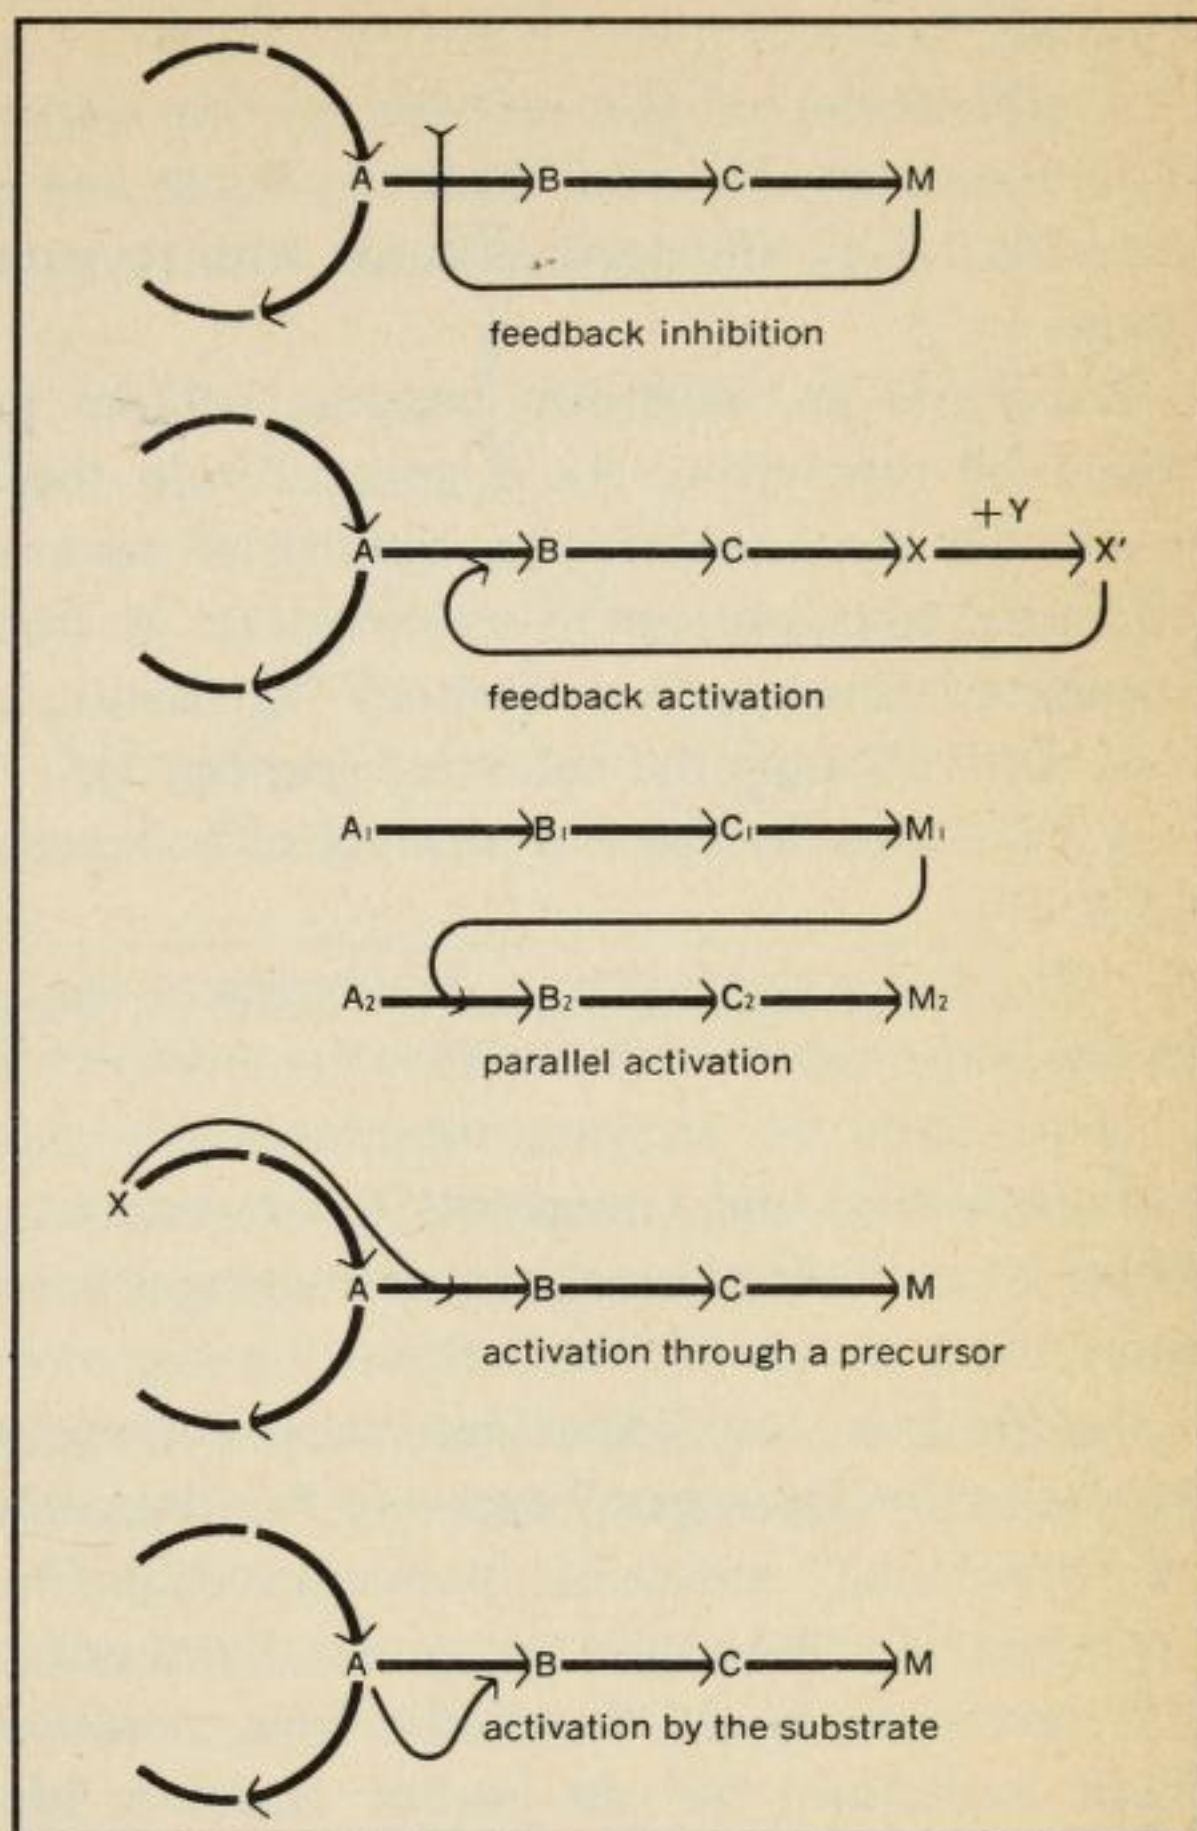 A B C M
feedback inhibition
+Y
A B C X X'
feedback activation
A₁ B₁ C₁ M₁
A₂ B₂ C₂ M₂
parallel activation
X
A B C M
activation through a precursor
A B C M
activation by the substrate